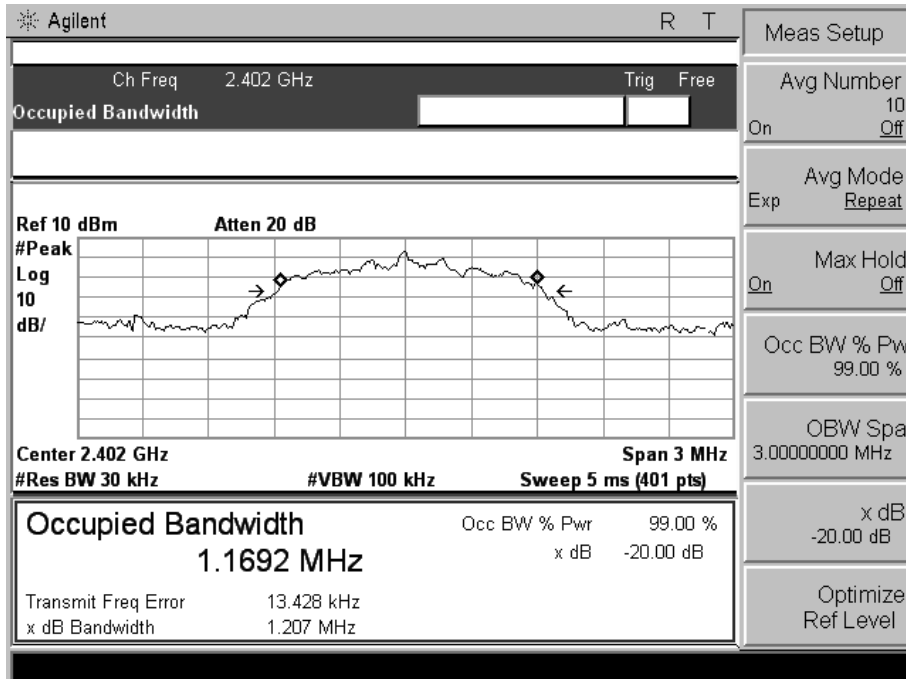 Agilent R T
Ch Freq 2.402 GHz Trig Free
Occupied Bandwidth
Ref 10 dBm Atten 20 dB
#Peak
Log
10
dB/
Center 2.402 GHz Span 3 MHz
#Res BW 30 kHz #VBW 100 kHz Sweep 5 ms (401 pts)
Occupied Bandwidth Occ BW % Pwr 99.00 %
1.1692 MHz x dB -20.00 dB
Transmit Freq Error 13.428 kHz
x dB Bandwidth 1.207 MHz
Meas Setup
Avg Number
10
On Off
Avg Mode
Exp Repeat
Max Hold
On Off
Occ BW % Pw
99.00 %
OBW Spa
3.00000000 MHz
x dB
-20.00 dB
Optimize
Ref Level